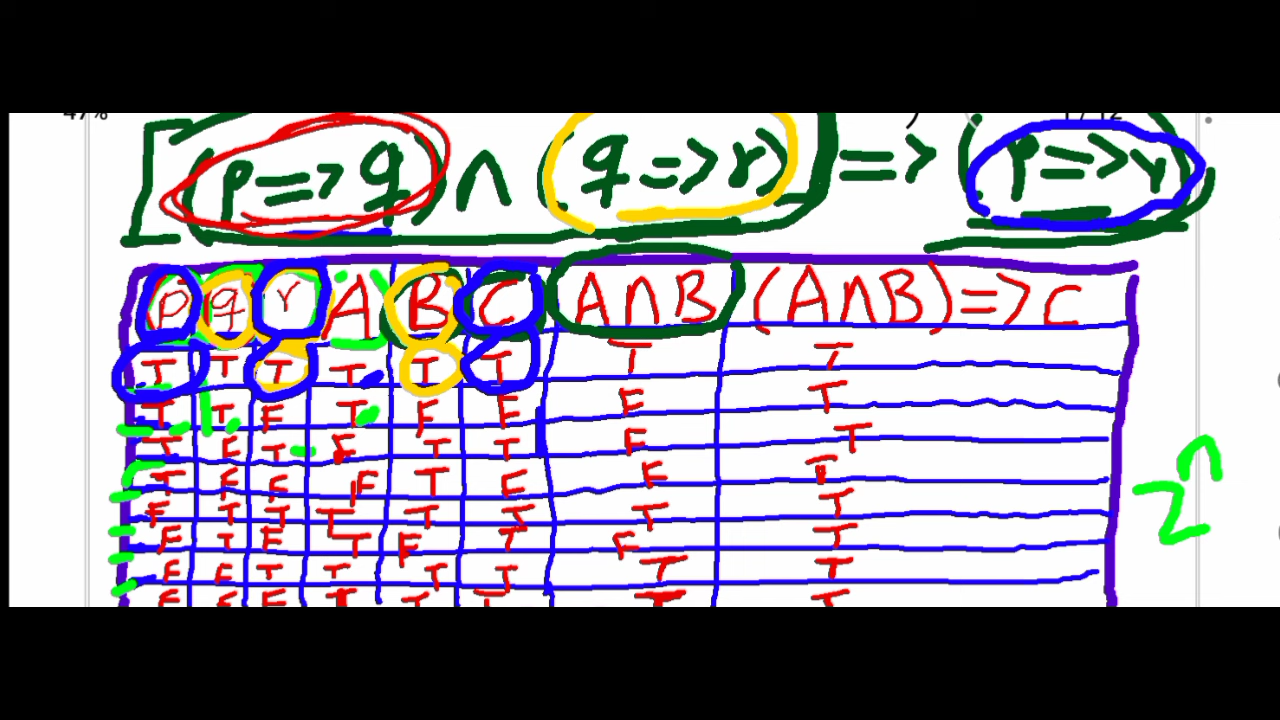 [(p=>q)∧(q=>r)]=>(p=>r)
p q r A B C A∩B (A∩B)=>C
T T T T T T T T
T T F T F F F T
T F T F T T F T
T F F F T F F T
F T T T T T T T
F T F T F T F T
F F T T T T T T
F F F T T T T T
2^n